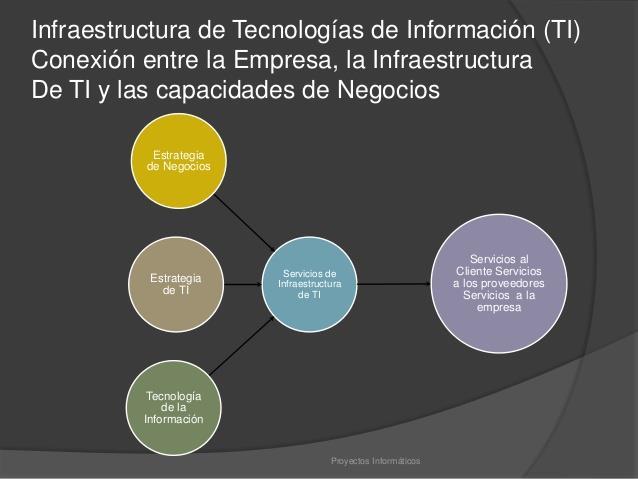 Infraestructura de Tecnologías de Información (TI)
Conexión entre la Empresa, la Infraestructura
De TI y las capacidades de Negocios
Estrategia
de Negocios
Estrategia
de TI
Tecnología
de la
Información
Servicios de
Infraestructura
de TI
Servicios al
Cliente Servicios
a los proveedores
Servicios a la
empresa
Proyectos Informáticos